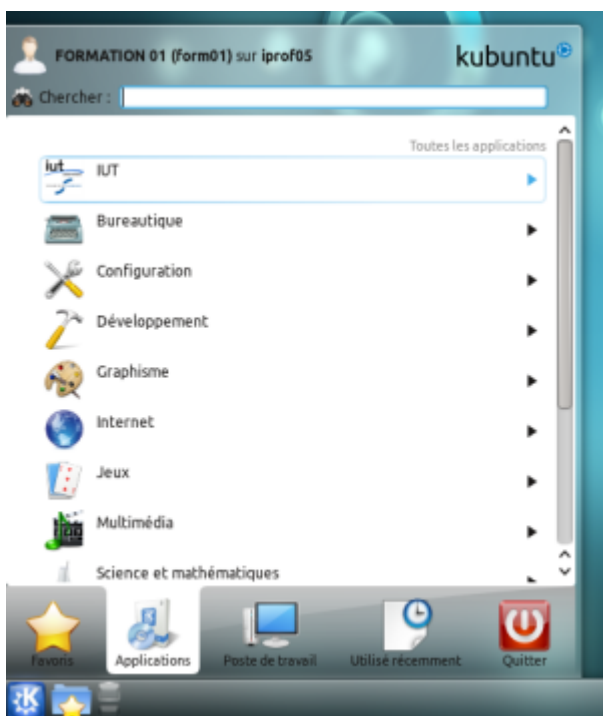 FORMATION 01 (form01) sur iprof05
kubuntu
Chercher :
Toutes les applications
iut
IUT
Bureautique
Configuration
Développement
Graphisme
Internet
Jeux
Multimédia
Science et mathématiques
Favoris
Applications
Poste de travail
Utilisé récemment
Quitter